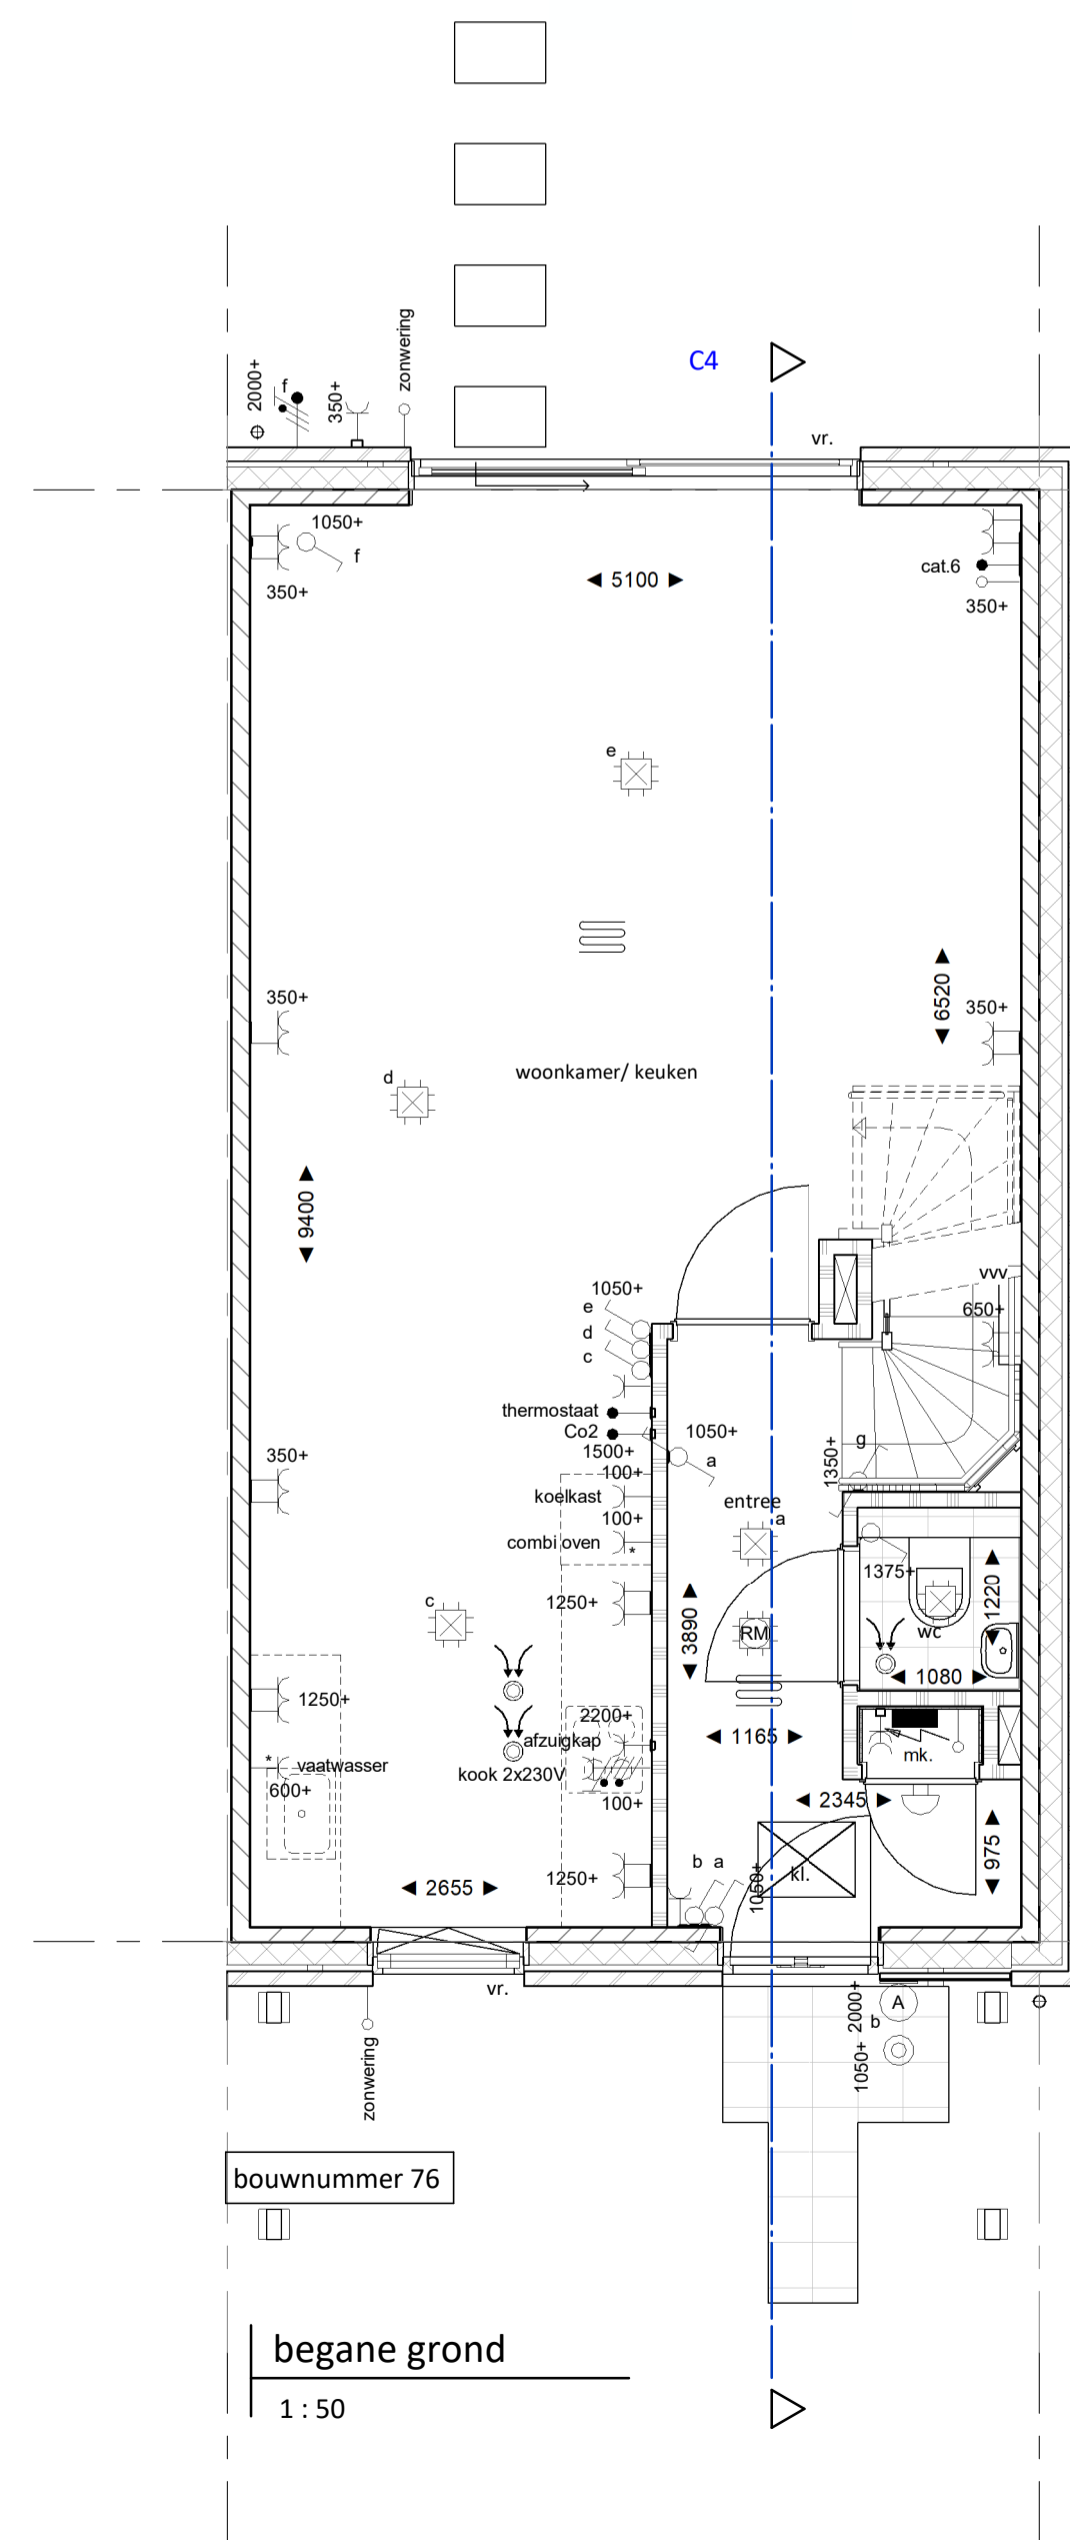 zonwering
2000+
f
350+
C4
vr.
1050+
f
350+
5100
cat.6
350+
e
350+
6520
350+
woonkamer/ keuken
d
9400
vvv
650+
1050+
e
d
c
thermostaat
Co2
1500+
1050+
a
350+
100+
koelkast
entree
a
1350+
g
100+
combi oven
*
1375+
1220
1250+
c
3890
RM
wc
1080
1250+
2200+
afzuigkap
1165
mk.
* vaatwasser
kook 2x230V
600+
100+
2345
975
1250+
b a
1050+
kl.
2655
vr.
A
2000+
b
1050+
zonwering
bouwnummer 76
begane grond
1 : 50